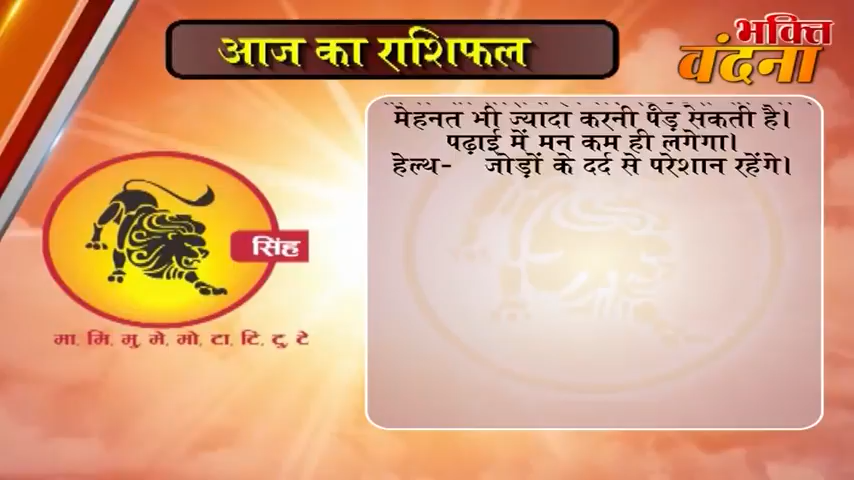 आज का राशिफल
भक्ति
वंदना
मेहनत भी ज्यादा करनी पड़ सकती है।
पढ़ाई में मन कम ही लगेगा।
हेल्थ- जोड़ों के दर्द से परेशान रहेंगे।
सिंह
मा, मि, मु, मे, मो, टा, टि, टु, टे